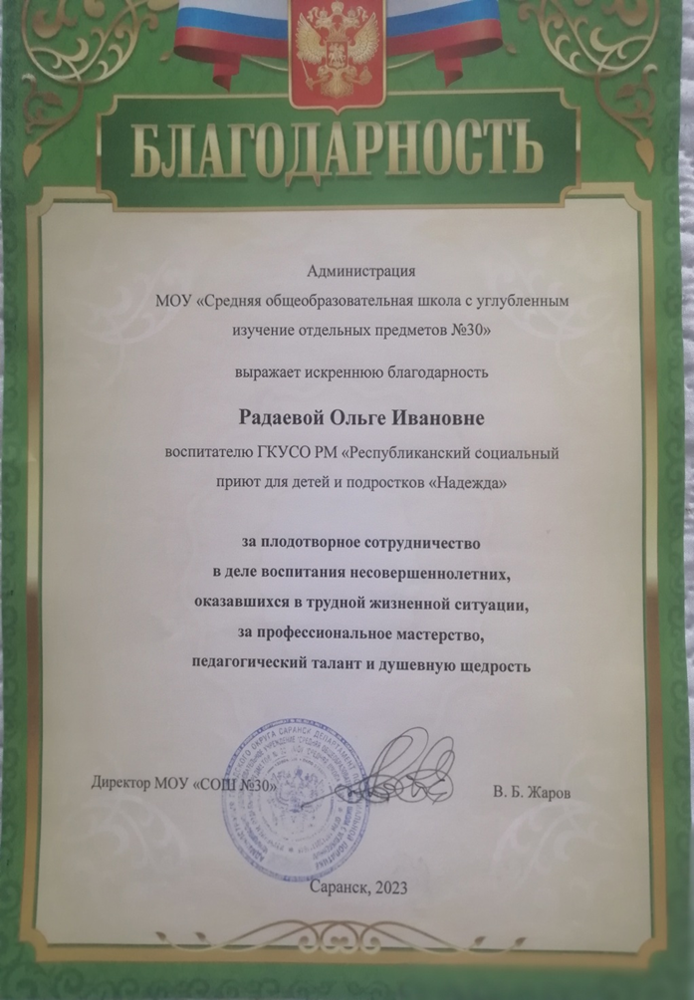 БЛАГОДАРНОСТЬ
Администрация
МОУ «Средняя общеобразовательная школа с углубленным
изучение отдельных предметов №30»
выражает искреннюю благодарность
Радаевой Ольге Ивановне
воспитателю ГКУСО РМ «Республиканский социальный
приют для детей и подростков «Надежда»
за плодотворное сотрудничество
в деле воспитания несовершеннолетних,
оказавшихся в трудной жизненной ситуации,
за профессиональное мастерство,
педагогический талант и душевную щедрость
Директор МОУ «СОШ №30»
В. Б. Жаров
Саранск, 2023